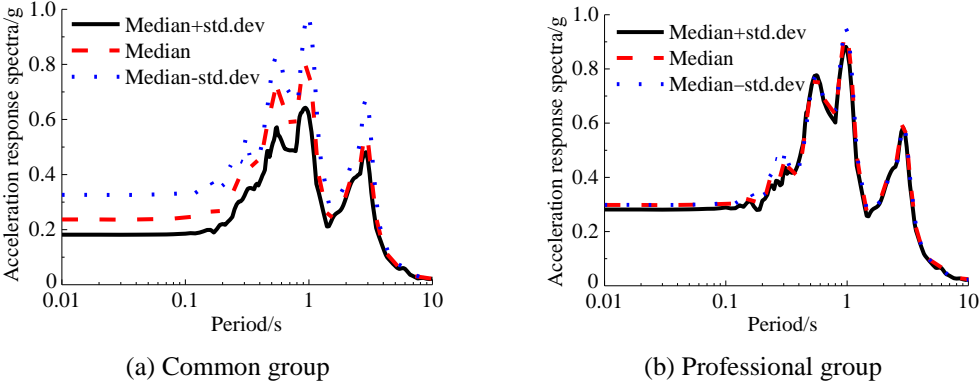 Acceleration response spectra/g
1.0
0.8
0.6
0.4
0.2
0
Median+std.dev
Median
Median-std.dev
0.01
0.1
1
10
Period/s
(a) Common group
Acceleration response spectra/g
1.0
0.8
0.6
0.4
0.2
0
Median+std.dev
Median
Median–std.dev
0.01
0.1
1
10
Period/s
(b) Professional group